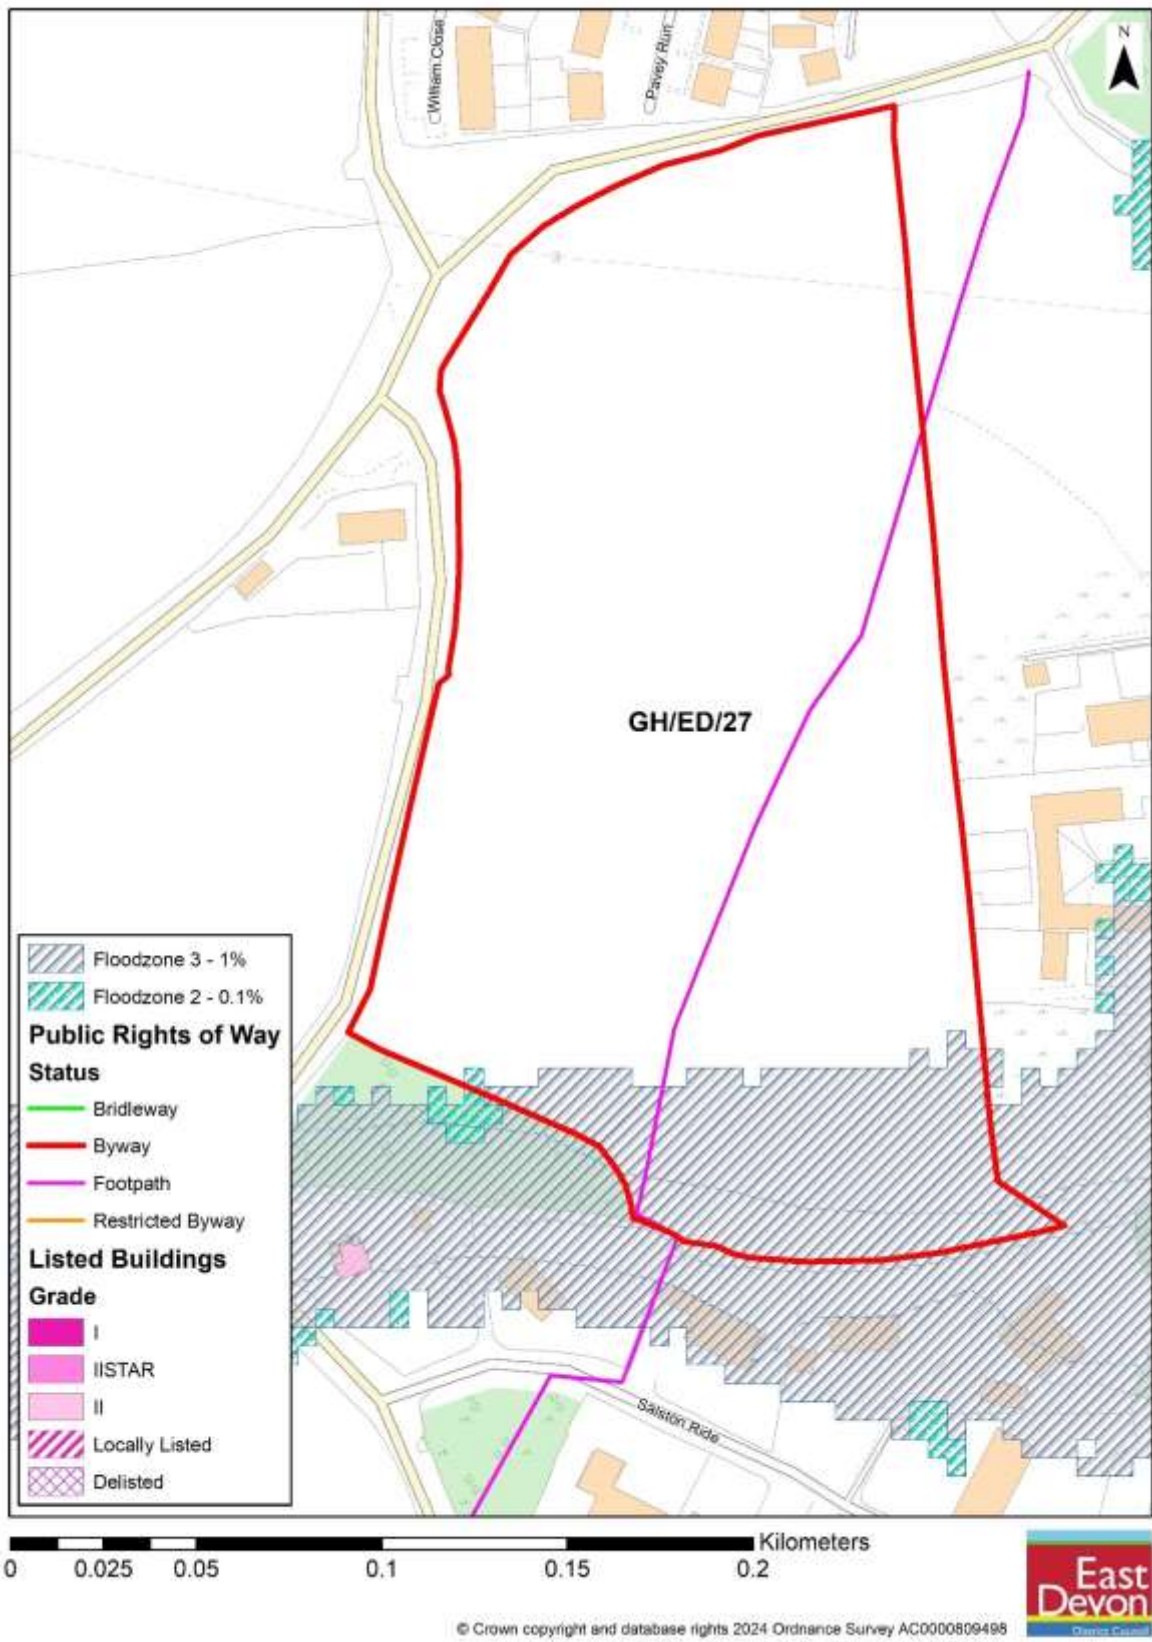 William Close
Pavey Run
N
GH/ED/27
Floodzone 3 - 1%
Floodzone 2 - 0.1%
Public Rights of Way
Status
Bridleway
Byway
Footpath
Restricted Byway
Listed Buildings
Grade
I
IISTAR
II
Locally Listed
Delisted
Salston Ride
Kilometers
0 0.025 0.05 0.1 0.15 0.2
East
Devon
District Council
© Crown copyright and database rights 2024 Ordnance Survey AC0000809498